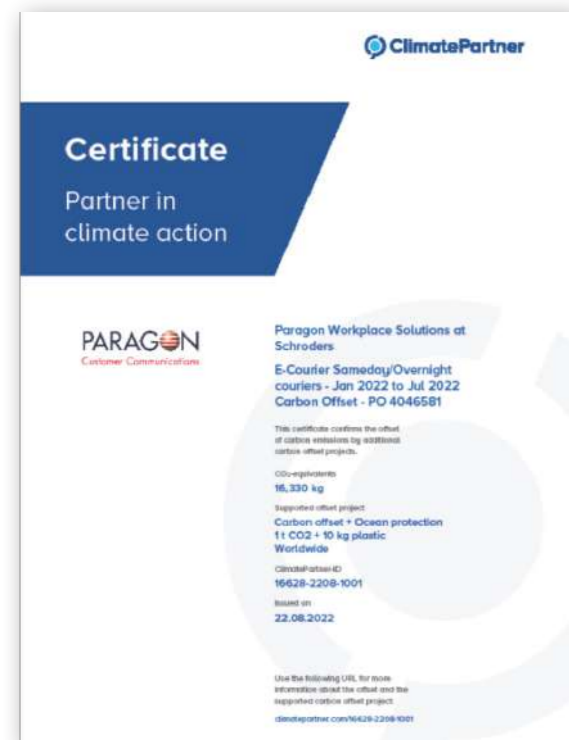 ClimatePartner
Certificate
Partner in
climate action
PARAGON
Customer Communications
Paragon Workplace Solutions at
Schroders
E-Courier Sameday/Overnight
couriers - Jan 2022 to Jul 2022
Carbon Offset - PO 4046581
This certificate confirms the offset
of carbon emissions by additional
carbon offset projects.
CO₂-equivalents
16,330 kg
Supported offset project
Carbon offset + Ocean protection
1 t CO2 + 10 kg plastic
Worldwide
ClimatePartner-ID
16628-2208-1001
Issued on
22.08.2022
Use the following URL for more
information about the offset and the
supported carbon offset project:
climatepartner.com/16628-2208-1001